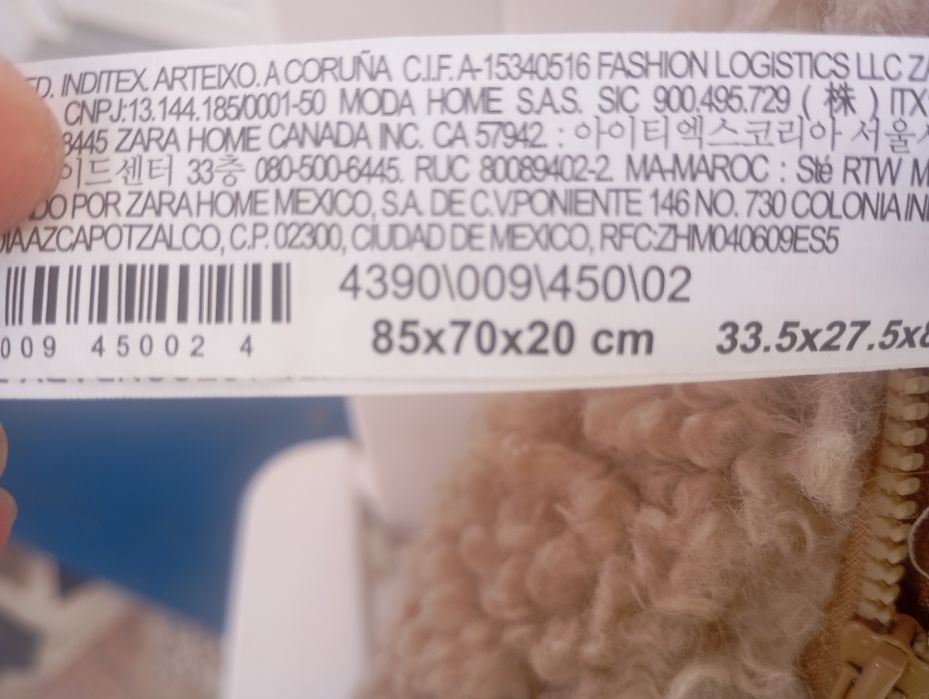 INDITEX. ARTEIXO. A CORUÑA C.I.F. A-15340516 FASHION LOGISTICS LLC
CNPJ:13.144.185/0001-50 MODA HOME S.A.S. SIC 900.495.729 ( 株 ) ITX
8445 ZARA HOME CANADA INC. CA 57942. : 아이티엑스코리아 서울
이드센터 33층 080-500-6445. RUC 80089402-2. MA-MAROC : Sté RTW
DO POR ZARA HOME MEXICO, S.A. DE C.V.PONIENTE 146 NO. 730 COLONIA
AZCAPOTZALCO, C.P. 02300, CIUDAD DE MEXICO, RFC:ZHM040609ES5
4390\009\450\02
009 45002 4 85x70x20 cm 33.5x27.5x8